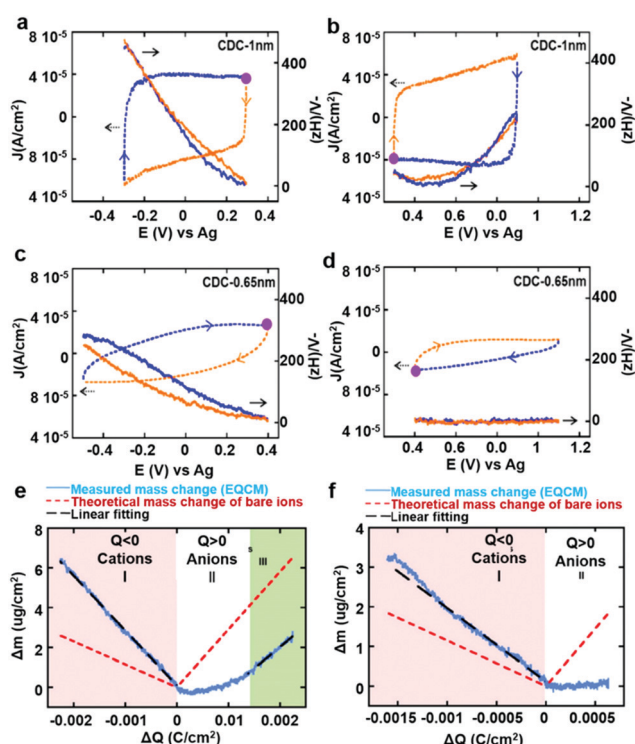 a
b
CDC-1nm
CDC-1nm
J(A/cm²)
8 10⁻⁵
4 10⁻⁵
0
8 10⁻⁵
4 10⁻⁵
400
200
0
(zH)/V-
-0.4 -0.2 0 0.2 0.4
E (V) vs Ag
J(A/cm²)
8 10⁻⁵
4 10⁻⁵
0
8 10⁻⁵
4 10⁻⁵
400
200
0
(zH)/V-
0.4 0.6 0.8 1 1.2
E (V) vs Ag
c
d
CDC-0.65nm
CDC-0.65nm
J(A/cm²)
8 10⁻⁵
4 10⁻⁵
0
4 10⁻⁵
400
200
0
(zH)/V-
-0.4 -0.2 0 0.2 0.4
E (V) vs Ag
J(A/cm²)
8 10⁻⁵
4 10⁻⁵
0
4 10⁻⁵
400
200
0
(zH)/V-
0.4 0.6 0.8 1 1.2
E (V) vs Ag
e
Measured mass change (EQCM)
Theoretical mass change of bare ions
Linear fitting
Q<0
Cations
I
Q>0
Anions
II
s
III
Δm (ug/cm²)
8
6
4
2
0
-0.002 -0.001 0 0.01 0.002
ΔQ (C/cm²)
f
Measured mass change (EQCM)
Theoretical mass change of bare ions
Linear fitting
Q<0
Cations
I
Q>0
Anions
II
Δm (ug/cm²)
4
3
2
1
0
-0.0015 -0.0005 0 0.0005
ΔQ (C/cm²)